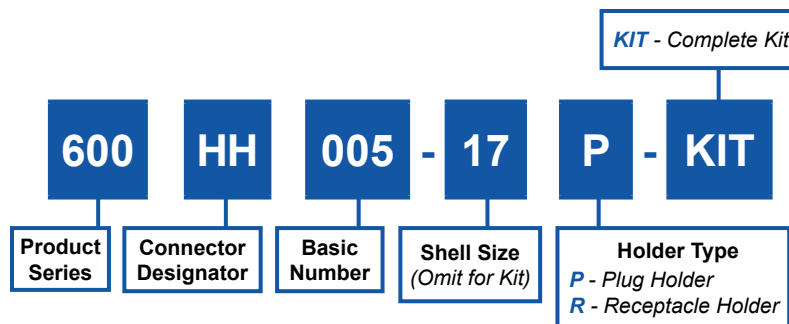 KIT - Complete Kit
600 HH 005 - 17 P - KIT
Product
Series
Connector
Designator
Basic
Number
Shell Size
(Omit for Kit)
Holder Type
P - Plug Holder
R - Receptacle Holder